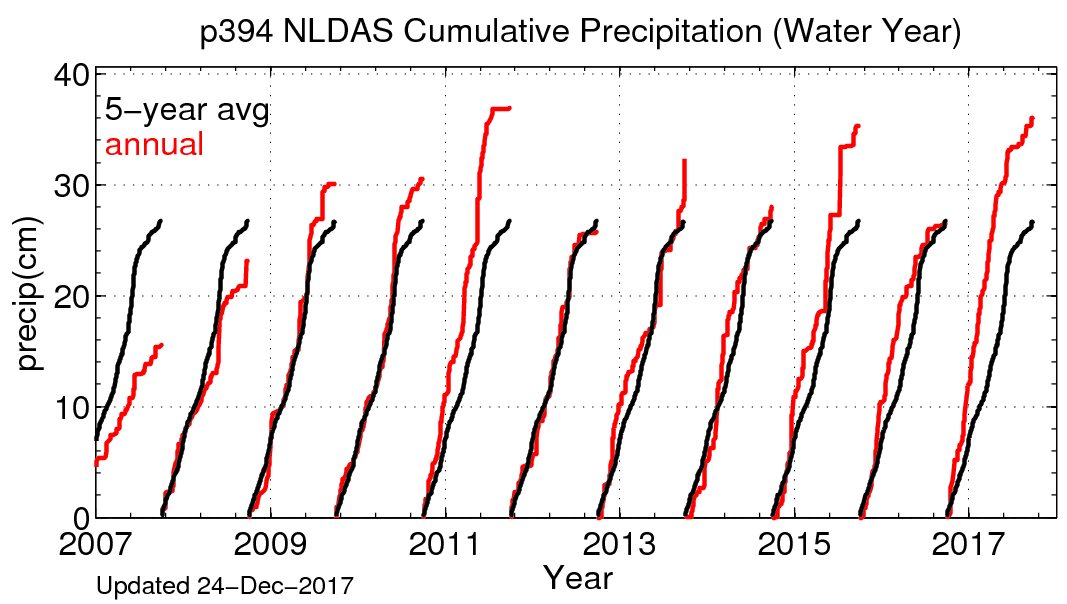 p394 NLDAS Cumulative Precipitation (Water Year)
40
5−year avg
annual
30
precip(cm)
20
10
0
2007 2009 2011 2013 2015 2017
Year
Updated 24−Dec−2017